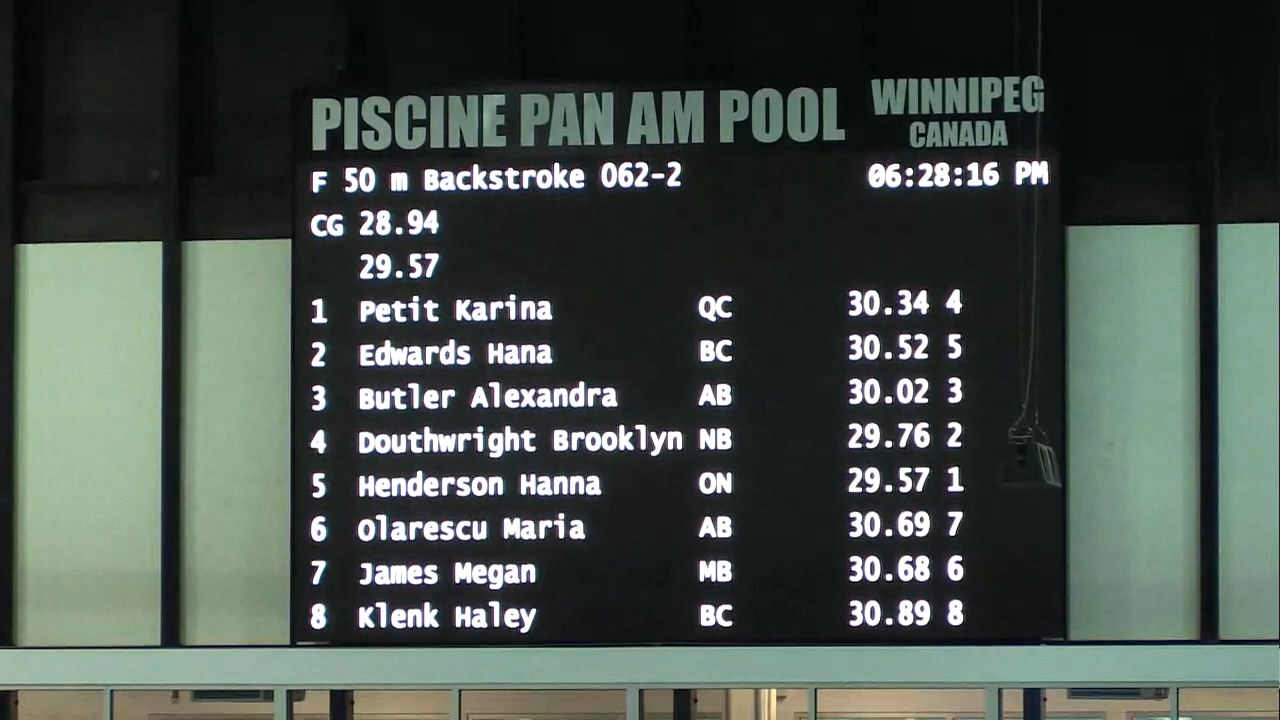 PISCINE PAN AM POOL WINNIPEG
CANADA
F 50 m Backstroke 062-2 06:28:16 PM
CG 28.94
29.57
1 Petit Karina QC 30.34 4
2 Edwards Hana BC 30.52 5
3 Butler Alexandra AB 30.02 3
4 Douthwright Brooklyn NB 29.76 2
5 Henderson Hanna ON 29.57 1
6 Olarescu Maria AB 30.69 7
7 James Megan MB 30.68 6
8 Klenk Haley BC 30.89 8